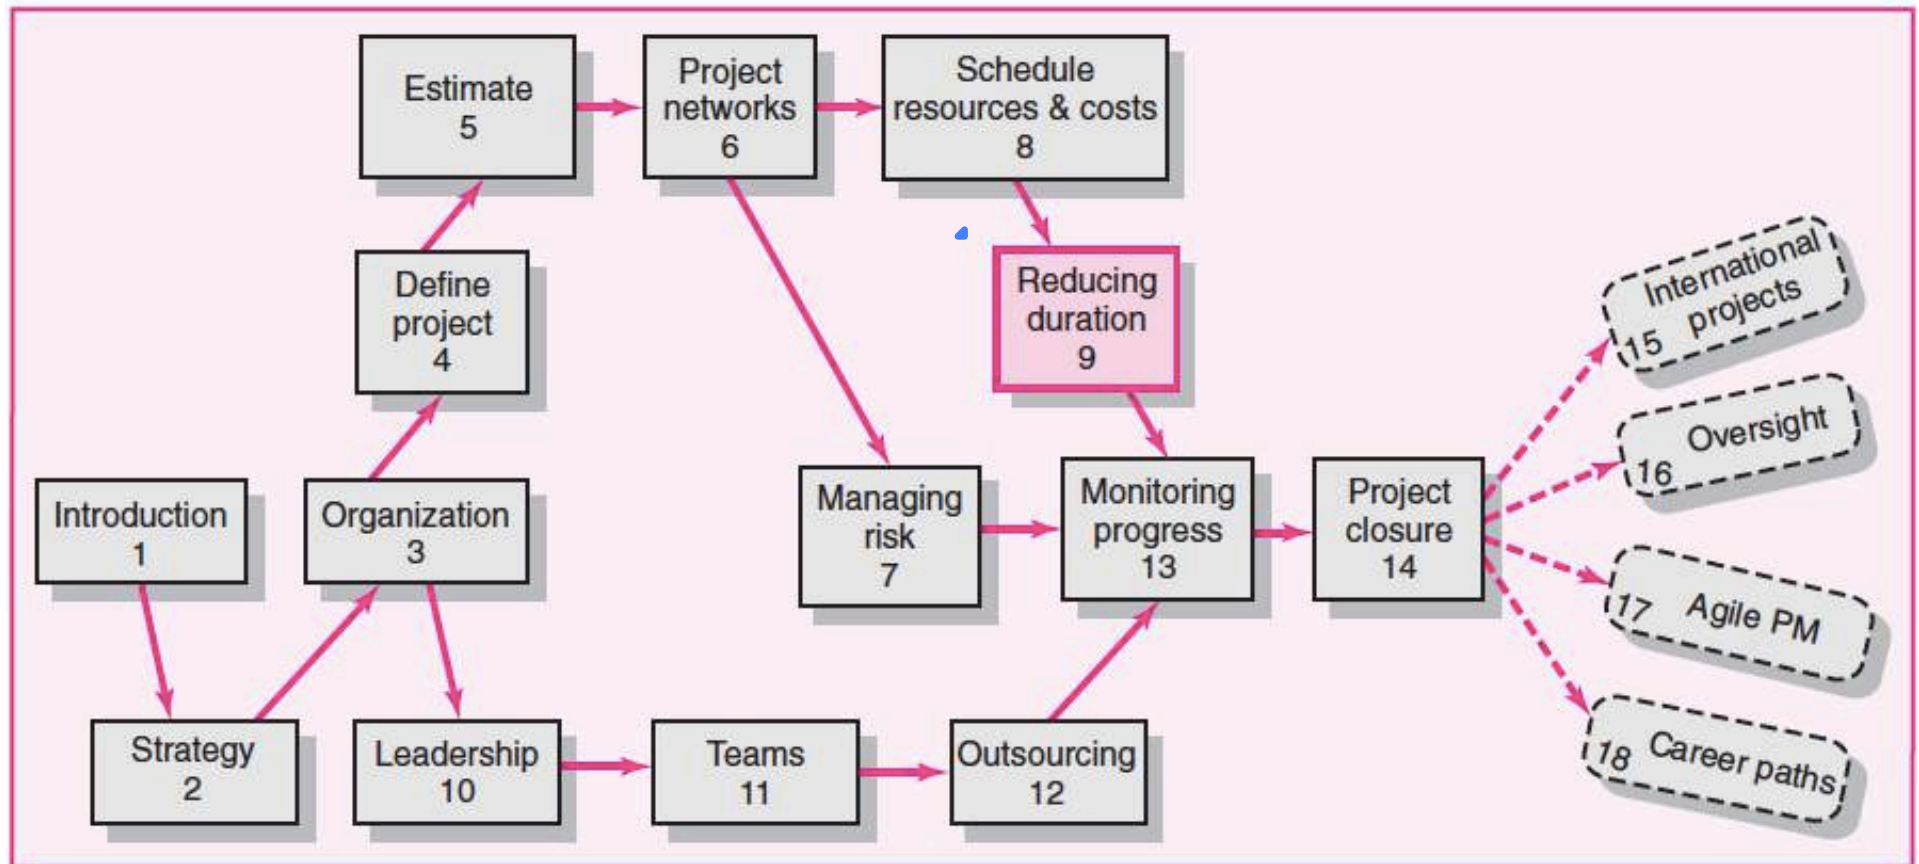 Estimate
5
Project
networks
6
Schedule
resources & costs
8
Define
project
4
Reducing
duration
9
International
projects
15
Oversight
16
Introduction
1
Organization
3
Managing
risk
7
Monitoring
progress
13
Project
closure
14
Agile PM
17
Strategy
2
Leadership
10
Teams
11
Outsourcing
12
Career paths
18